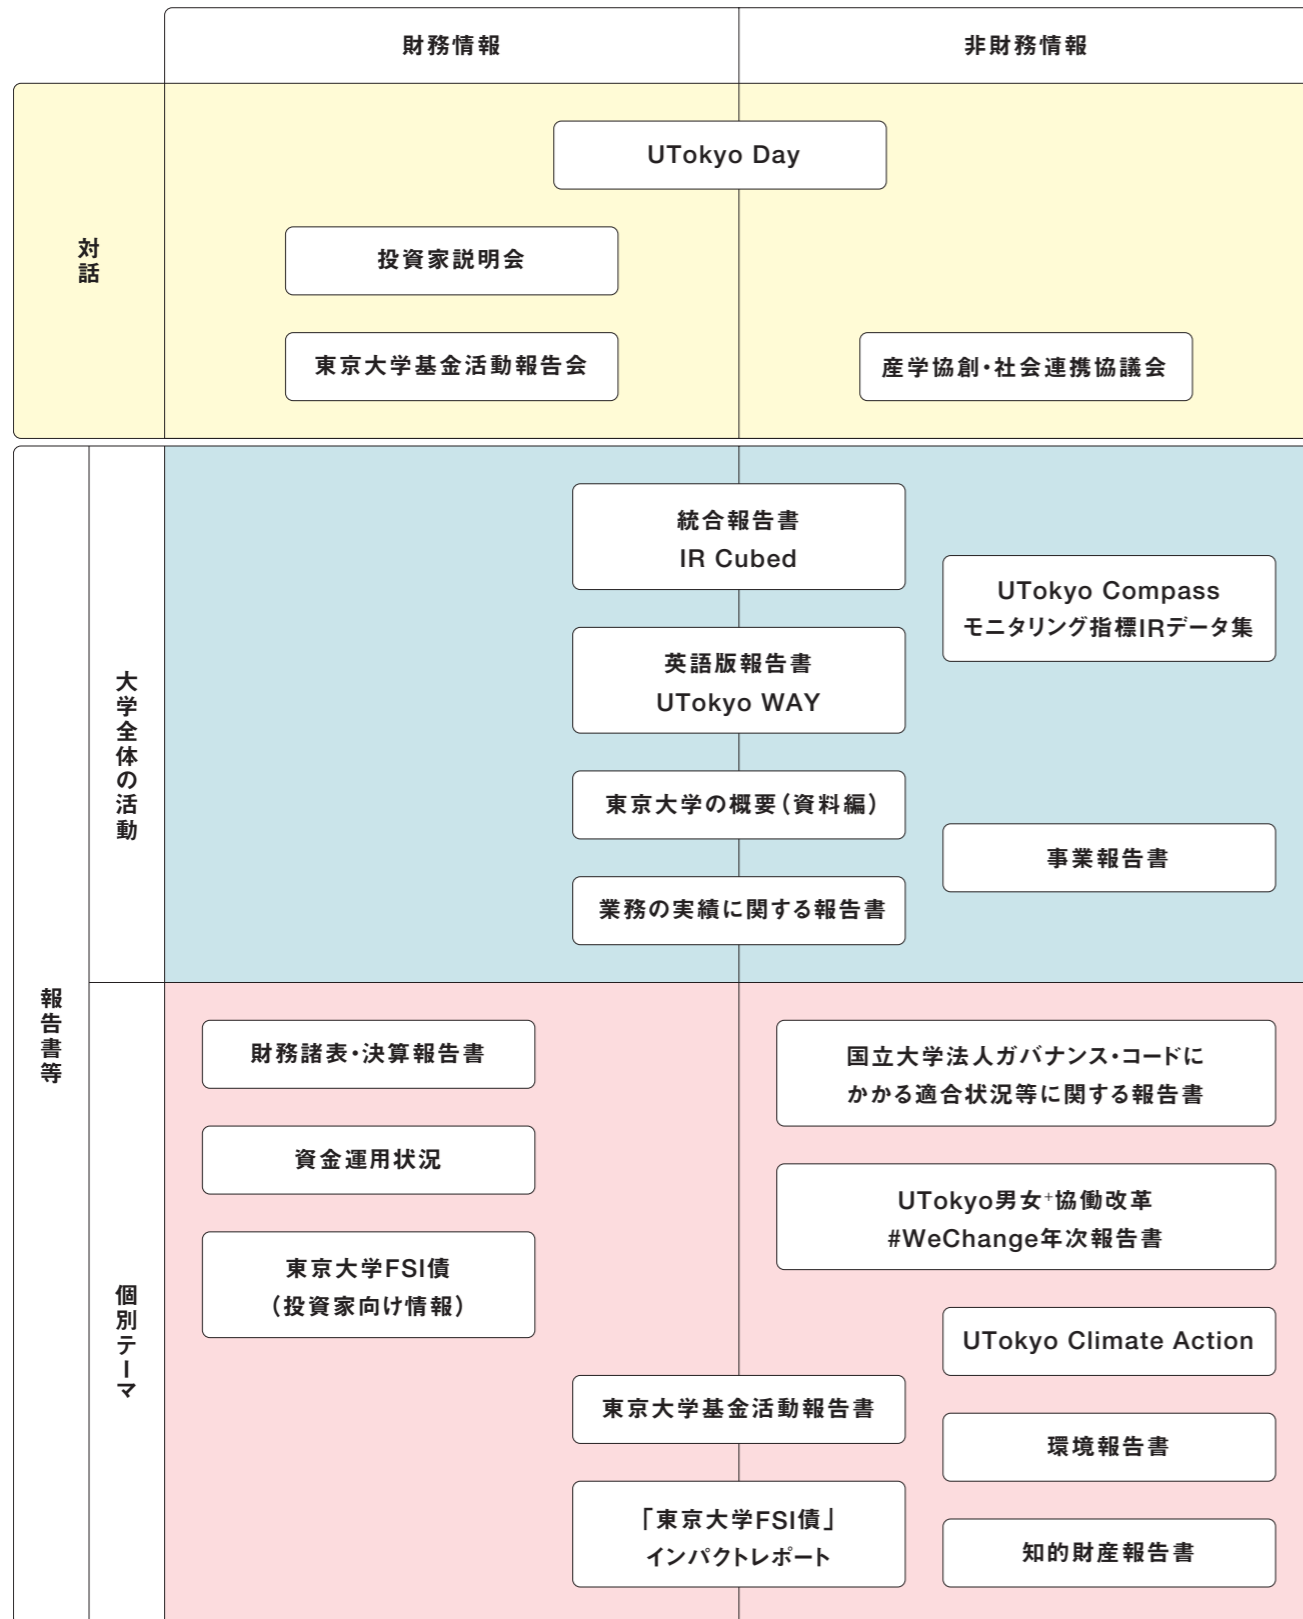 財務情報
非財務情報
対話
UTokyo Day
投資家説明会
東京大学基金活動報告会
産学協創・社会連携協議会
報告書等
大学全体の活動
統合報告書
IR Cubed
UTokyo Compass
モニタリング指標IRデータ集
英語版報告書
UTokyo WAY
東京大学の概要（資料編）
事業報告書
業務の実績に関する報告書
個別テーマ
財務諸表・決算報告書
国立大学法人ガバナンス・コードに
かかる適合状況等に関する報告書
資金運用状況
UTokyo男女⁺協働改革
#WeChange年次報告書
東京大学FSI債
（投資家向け情報）
UTokyo Climate Action
東京大学基金活動報告書
環境報告書
「東京大学FSI債」
インパクトレポート
知的財産報告書